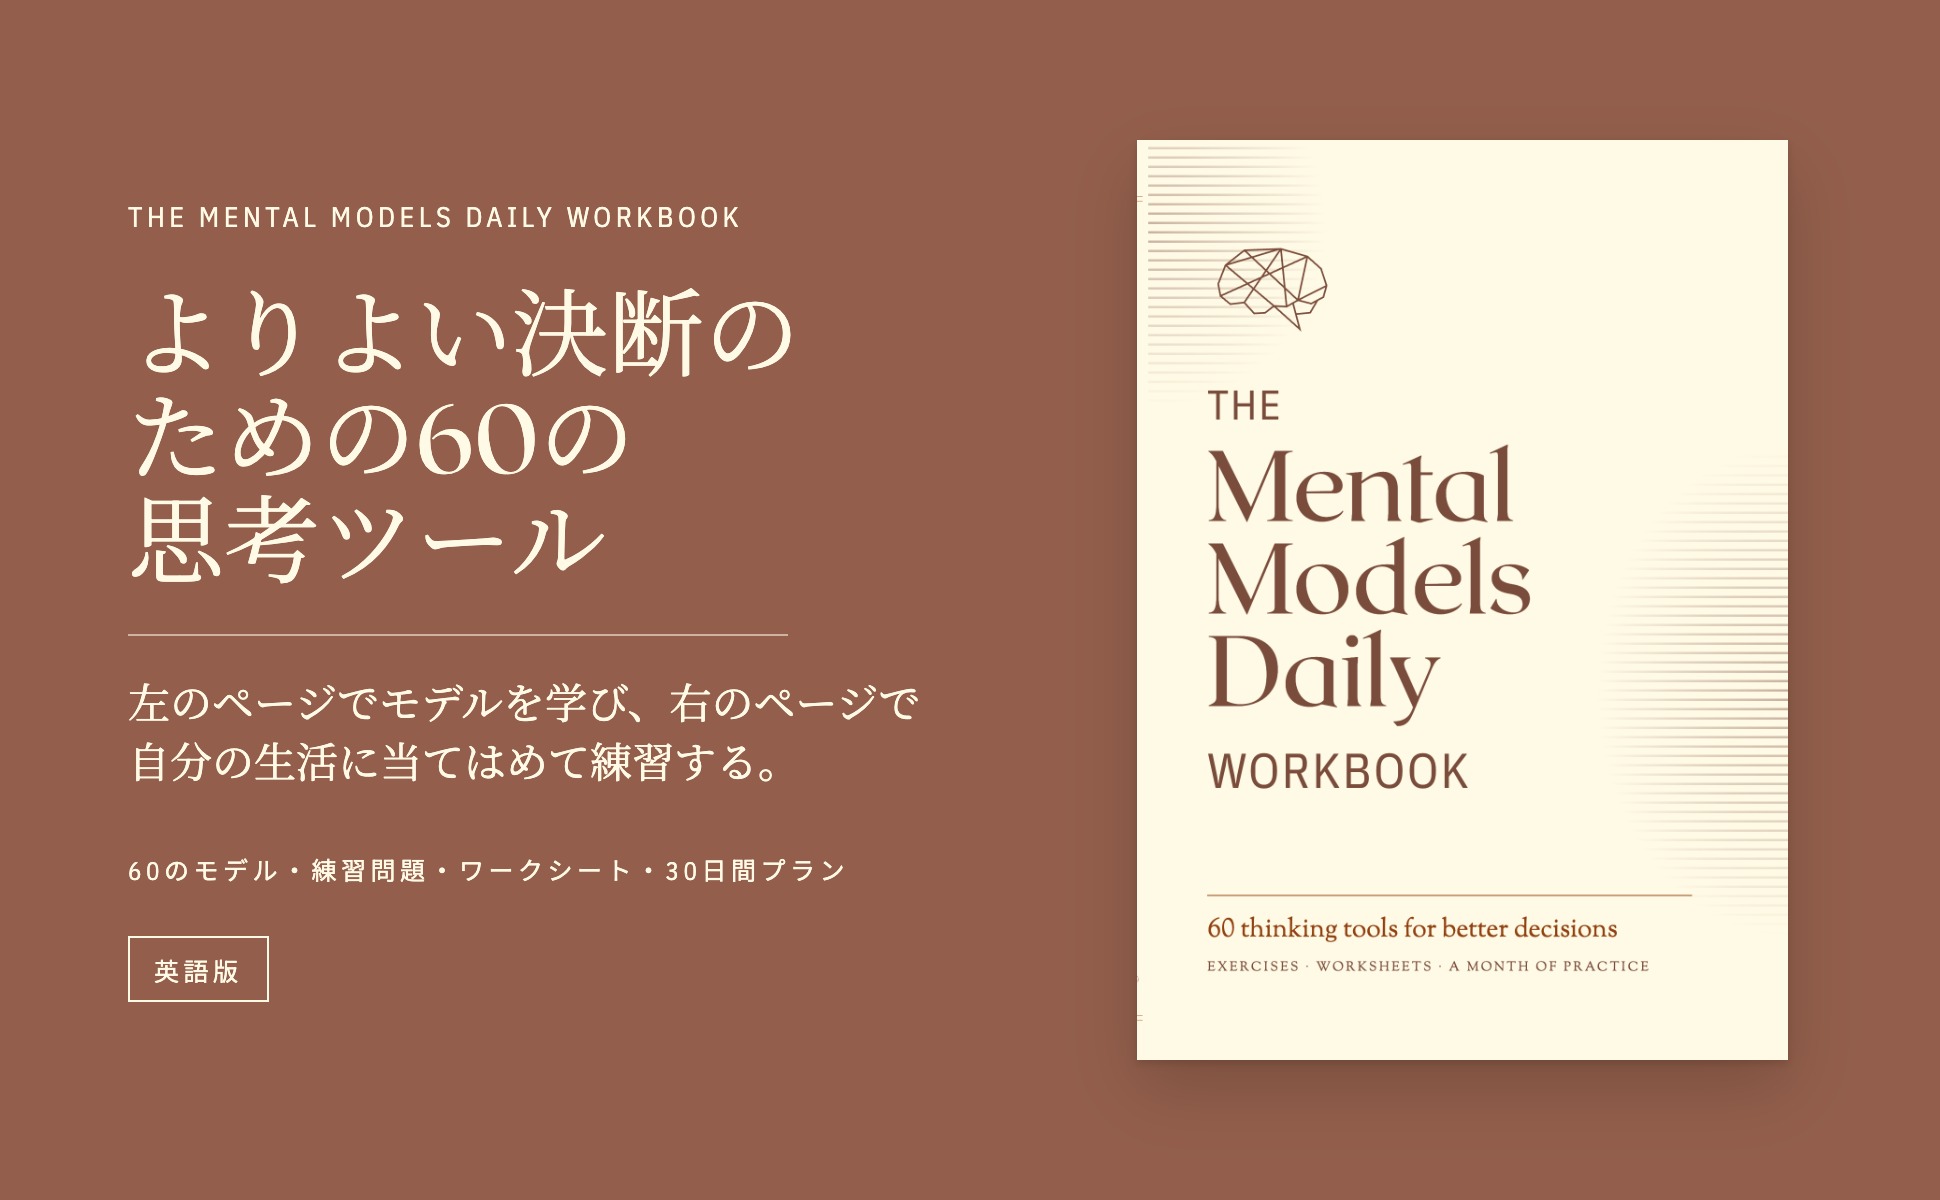 THE MENTAL MODELS DAILY WORKBOOK
よりよい決断の
ための60の
思考ツール
左のページでモデルを学び、右のページで
自分の生活に当てはめて練習する。
60のモデル・練習問題・ワークシート・30日間プラン
英語版
THE
Mental
Models
Daily
WORKBOOK
60 thinking tools for better decisions
EXERCISES · WORKSHEETS · A MONTH OF PRACTICE